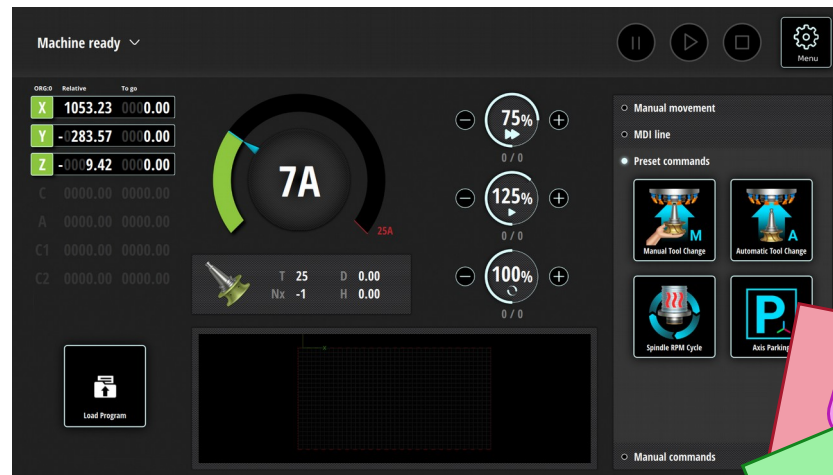 Machine ready
Menu
ORG:0 Relative To go
X 1053.23 0000.00
Y -0283.57 0000.00
Z -0009.42 0000.00
C 0000.00 0000.00
A 0000.00 0000.00
C1 0000.00 0000.00
C2 0000.00 0000.00
7A
25A
T 25 D 0.00
Nx -1 H 0.00
75%
0 / 0
125%
0 / 0
100%
0 / 0
Load Program
Manual movement
MDI line
Preset commands
M
Manual Tool Change
A
Automatic Tool Change
Spindle RPM Cycle
P
Axis Parking
Manual commands